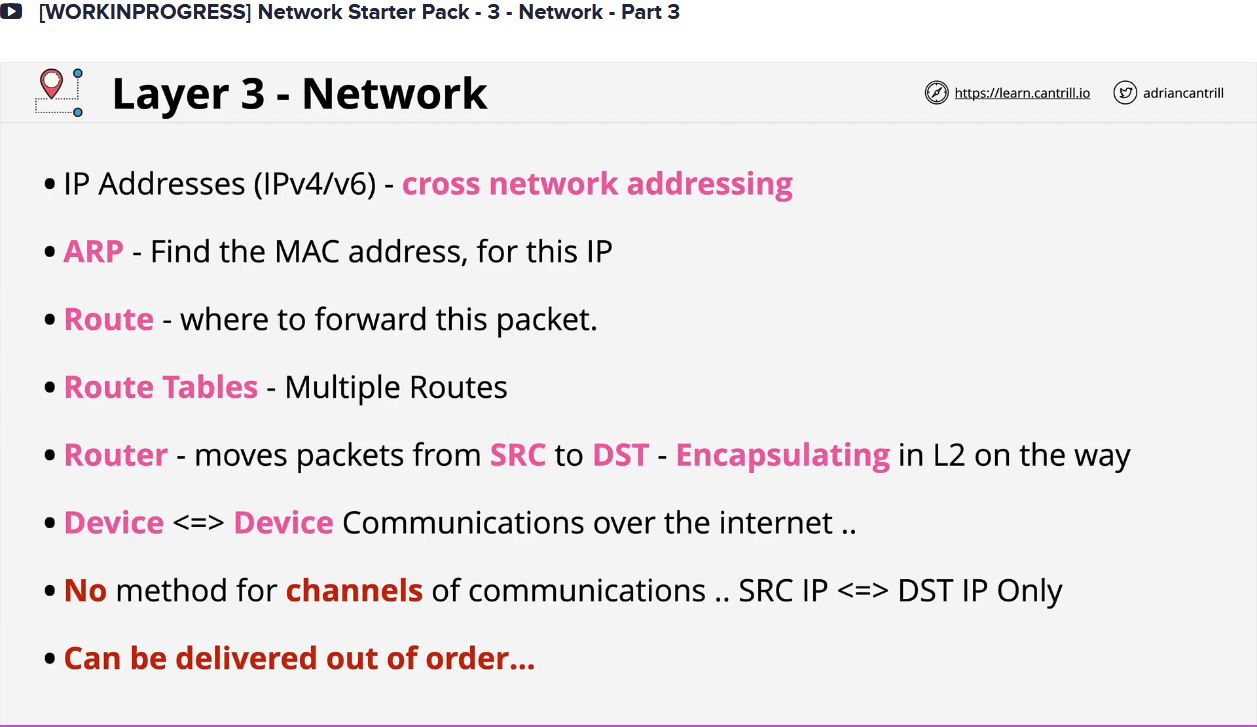 [WORKINPROGRESS] Network Starter Pack - 3 - Network - Part 3
Layer 3 - Network
https://learn.cantrill.io
adriancantrill
• IP Addresses (IPv4/v6) - cross network addressing
• ARP - Find the MAC address, for this IP
• Route - where to forward this packet.
• Route Tables - Multiple Routes
• Router - moves packets from SRC to DST - Encapsulating in L2 on the way
• Device <=> Device Communications over the internet ..
• No method for channels of communications .. SRC IP <=> DST IP Only
• Can be delivered out of order...